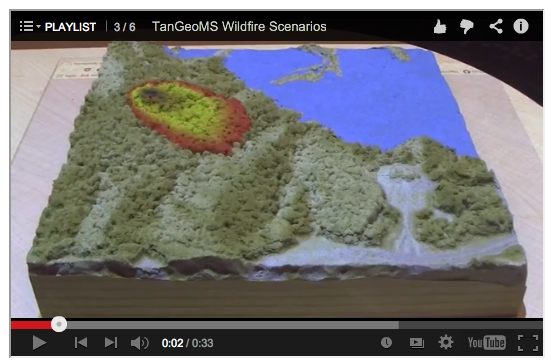 PLAYLIST 3 / 6 TanGeoMS Wildfire Scenarios
0:02 / 0:33 YouTube